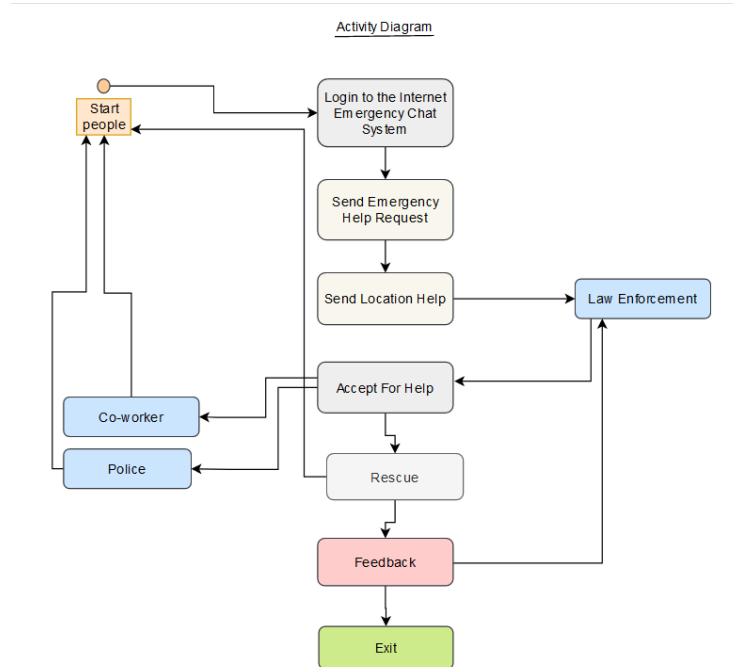 Activity Diagram
Start
people
Login to the Internet
Emergency Chat
System
Send Emergency
Help Request
Send Location Help
Law Enforcement
Accept For Help
Co-worker
Police
Rescue
Feedback
Exit